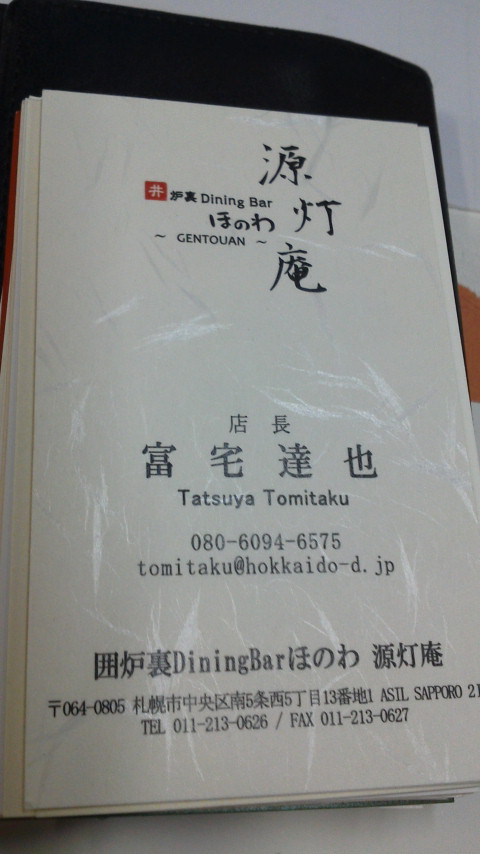 源灯庵
井 炉裏 Dining Bar
ほのわ
~ GENTOUAN ~
店 長
富 宅 達 也
Tatsuya Tomitaku
080-6094-6575
tomitaku@hokkaido-d.jp
囲炉裏DiningBarほのわ 源灯庵
〒064-0805 札幌市中央区南5条西5丁目13番地1 ASIL SAPPORO
TEL 011-213-0626 / FAX 011-213-0627